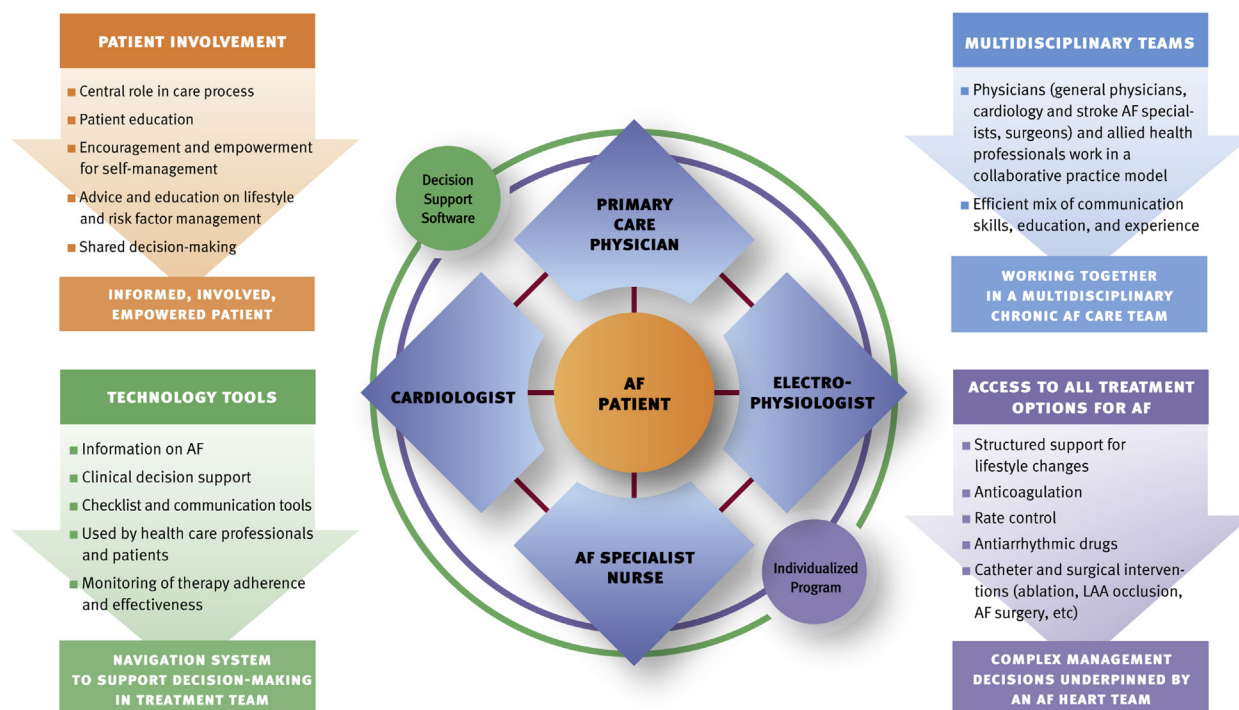 PATIENT INVOLVEMENT
Central role in care process
Patient education
Encouragement and empowerment
for self-management
Advice and education on lifestyle
and risk factor management
Shared decision-making
INFORMED, INVOLVED,
EMPOWERED PATIENT
TECHNOLOGY TOOLS
Information on AF
Clinical decision support
Checklist and communication tools
Used by health care professionals
and patients
Monitoring of therapy adherence
and effectiveness
NAVIGATION SYSTEM
TO SUPPORT DECISION-MAKING
IN TREATMENT TEAM
Decision
Support
Software
PRIMARY
CARE
PHYSICIAN
CARDIOLOGIST
AF
PATIENT
ELECTRO-
PHYSIOLOGIST
AF SPECIALIST
NURSE
Individualized
Program
MULTIDISCIPLINARY TEAMS
Physicians (general physicians,
cardiology and stroke AF special-
ists, surgeons) and allied health
professionals work in a
collaborative practice model
Efficient mix of communication
skills, education, and experience
WORKING TOGETHER
IN A MULTIDISCIPLINARY
CHRONIC AF CARE TEAM
ACCESS TO ALL TREATMENT
OPTIONS FOR AF
Structured support for
lifestyle changes
Anticoagulation
Rate control
Antiarrhythmic drugs
Catheter and surgical interven-
tions (ablation, LAA occlusion,
AF surgery, etc)
COMPLEX MANAGEMENT
DECISIONS UNDERPINNED BY
AN AF HEART TEAM